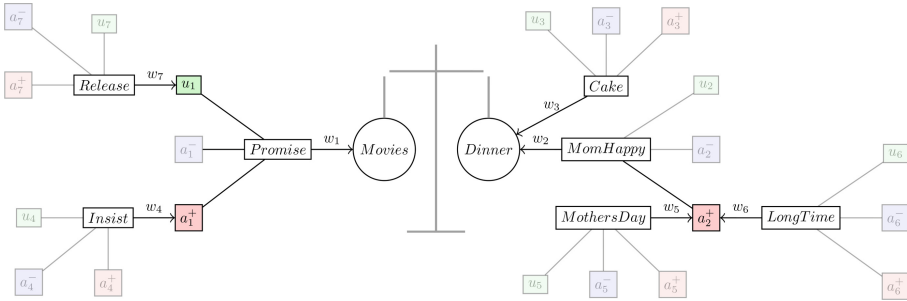 a₇⁻
u₇
a₇⁺
Release
w₇
u₁
a₁⁻
Promise
w₁
Movies
u₄
Insist
w₄
a₁⁺
a₄⁻
a₄⁺
u₃
a₃⁻
a₃⁺
Cake
w₃
u₂
Dinner
w₂
MomHappy
a₂⁻
u₆
MothersDay
w₅
a₂⁺
w₆
LongTime
a₆⁻
u₅
a₅⁻
a₅⁺
a₆⁺